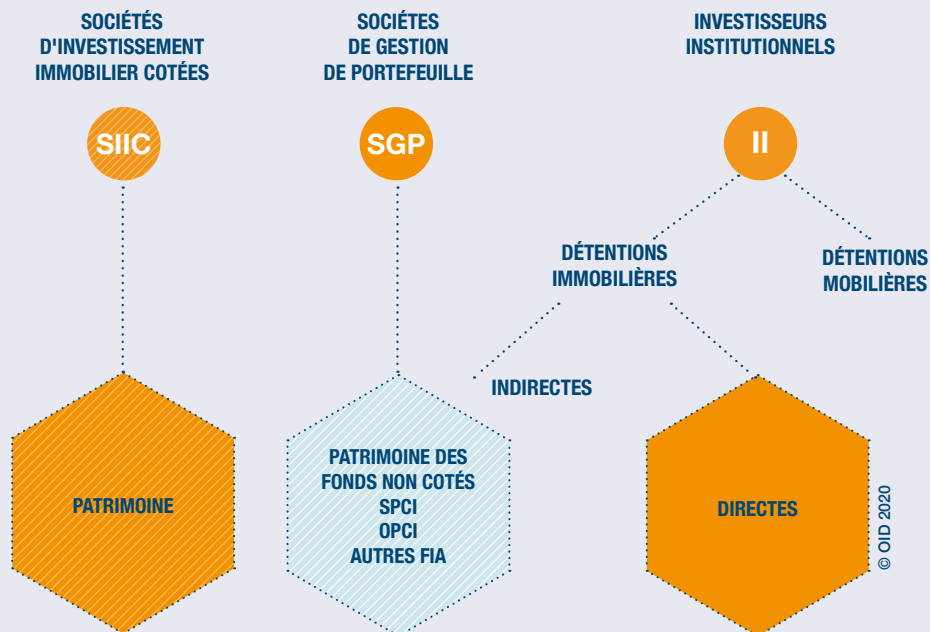 SOCIÉTÉS
D'INVESTISSEMENT
IMMOBILIER COTÉES
SIIC
SOCIÉTES
DE GESTION
DE PORTEFEUILLE
SGP
INVESTISSEURS
INSTITUTIONNELS
II
DÉTENTIONS
IMMOBILIÈRES
DÉTENTIONS
MOBILIÈRES
INDIRECTES
PATRIMOINE
PATRIMOINE DES
FONDS NON COTÉS
SPCI
OPCI
AUTRES FIA
DIRECTES
© OID 2020